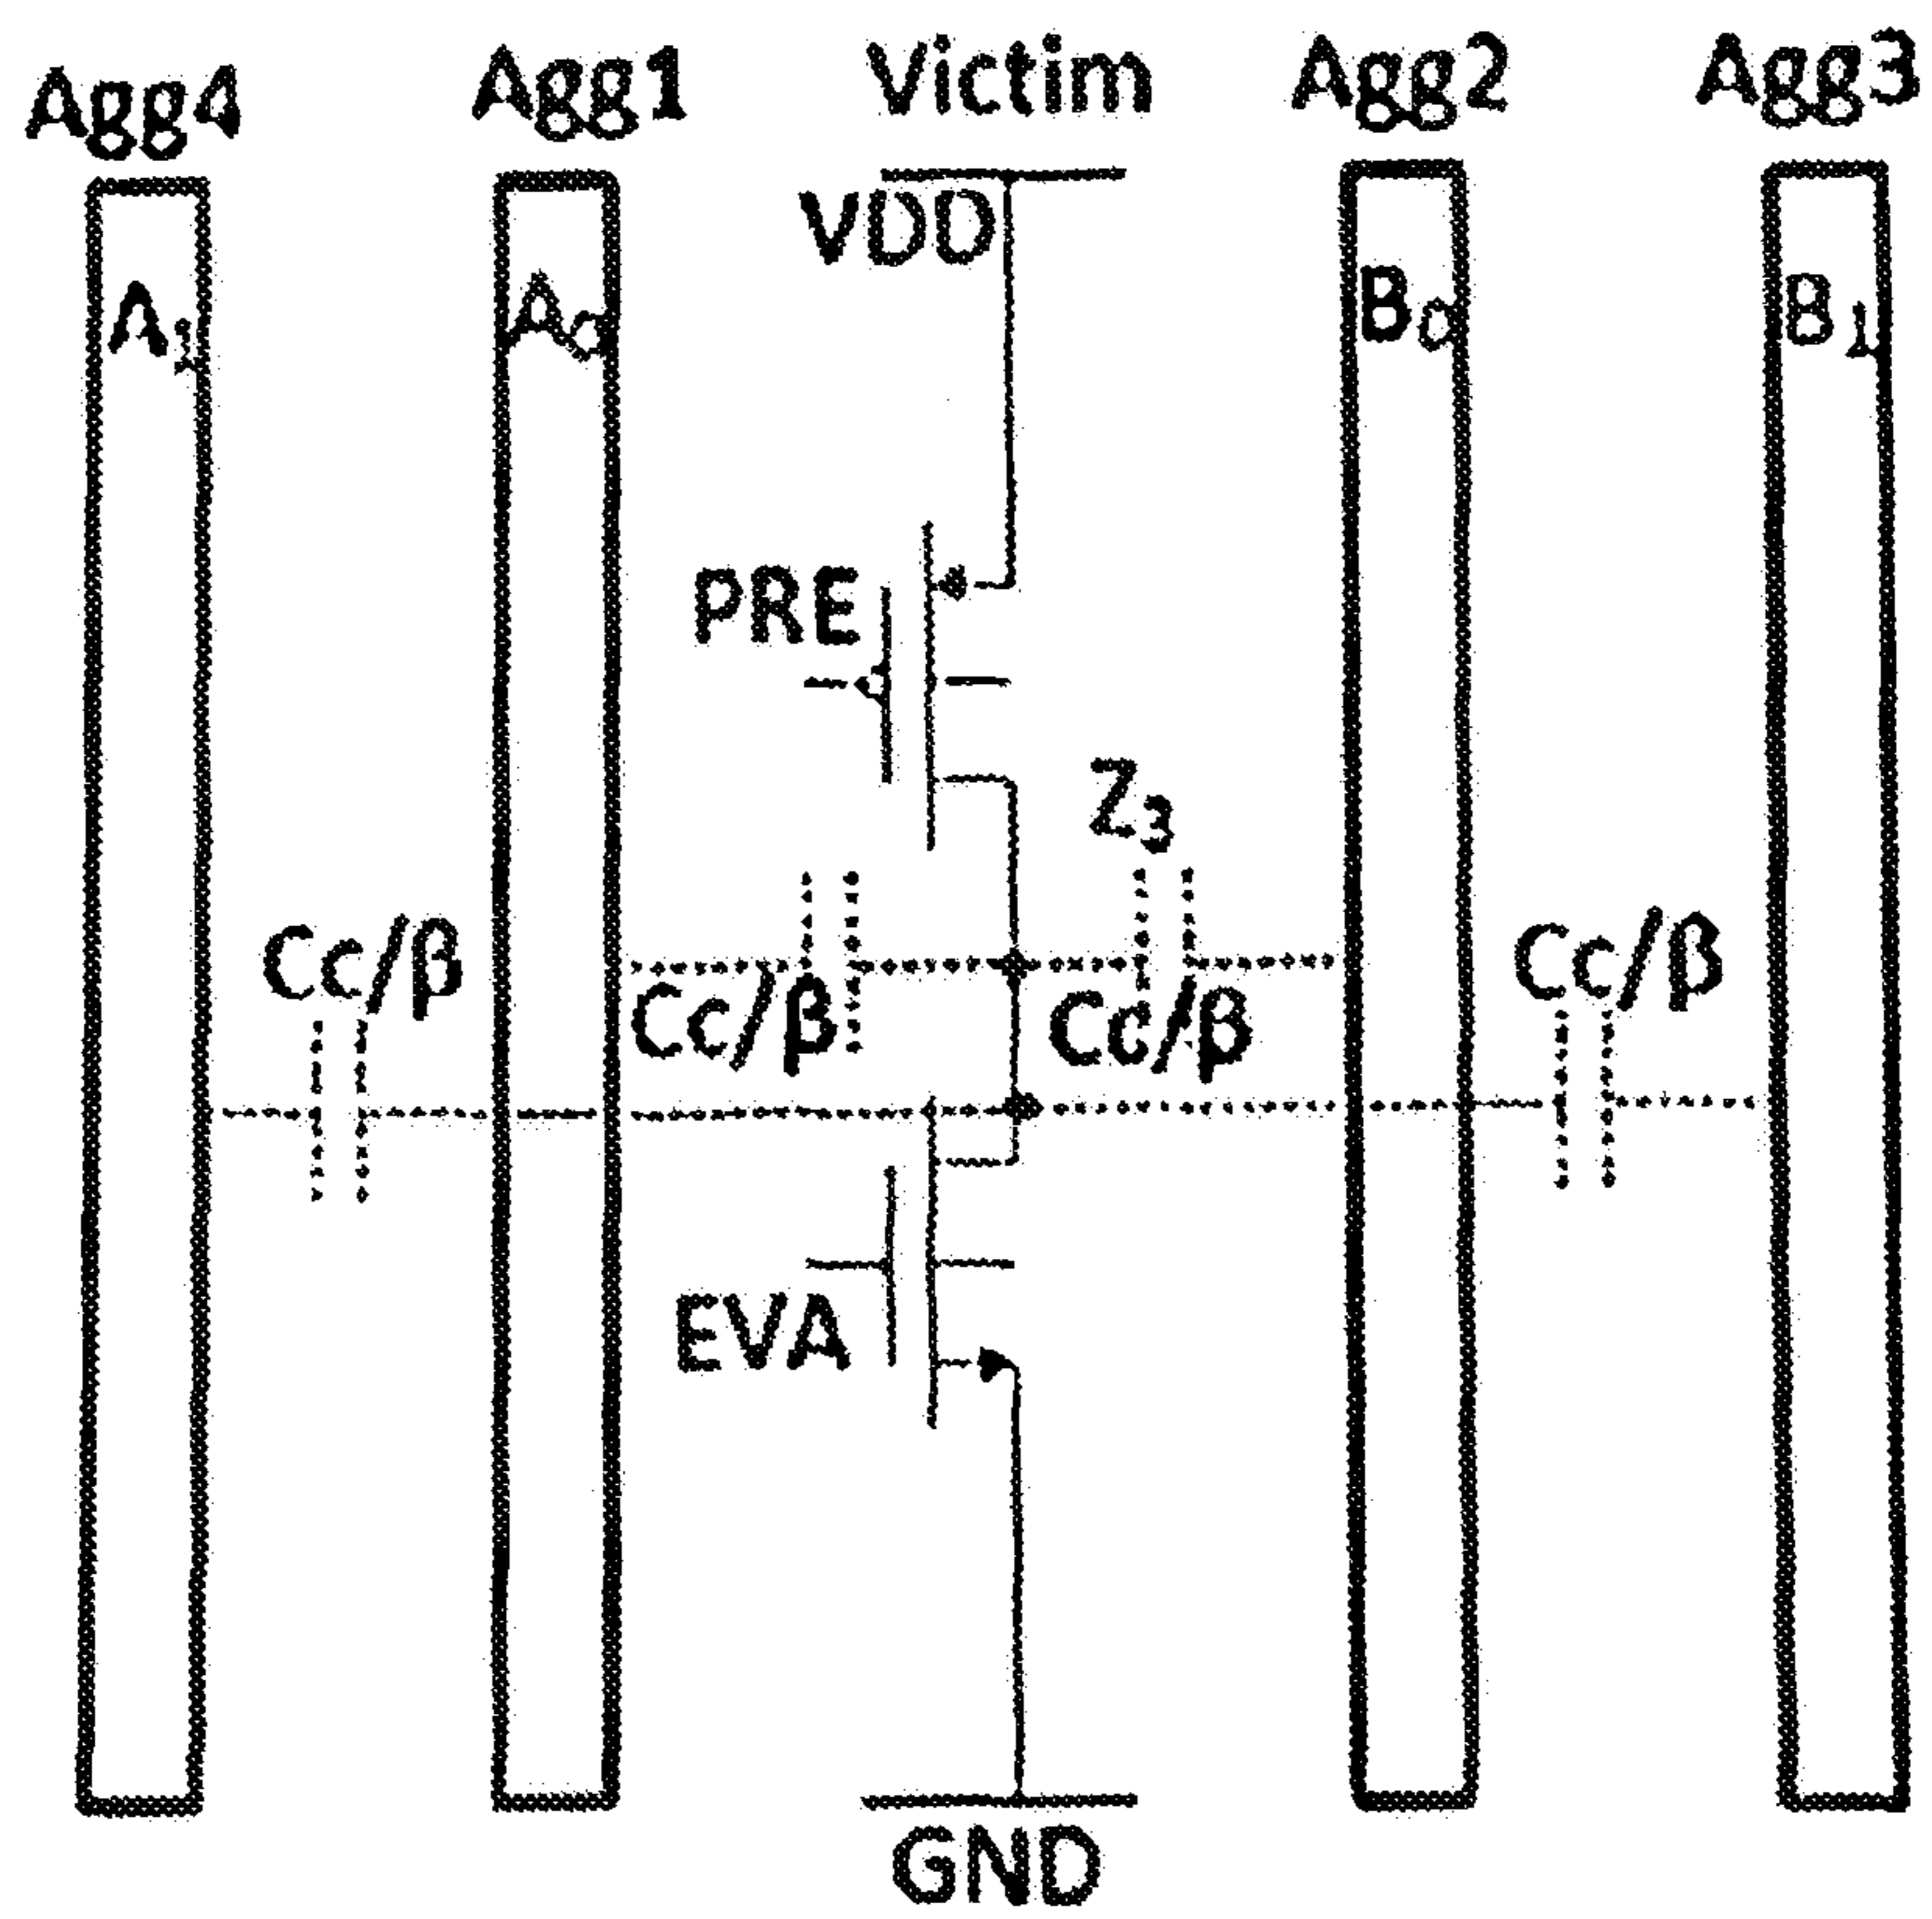 Agg4 Agg1 Victim Agg2 Agg3
VDD
A₁ A₀ B₀ B₁
PRE
Z₃
Cc/β Cc/β
Cc/β Cc/β
EVA
GND